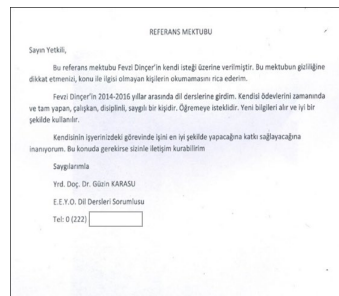 REFERANS MEKTUBU
Sayın Yetkili,
Bu referans mektubu Fevzi Dinçer'in kendi isteği üzerine verilmiştir. Bu mektubun gizliliğine
dikkat etmenizi, konu ile ilgisi olmayan kişilerin okumamasını rica ederim.
Fevzi Dinçer'in 2014-2016 yıllar arasında dil derslerine girdim. Kendisi ödevlerini zamanında
ve tam yapan, çalışkan, disiplinli, saygılı bir kişidir. Öğremeye isteklidir. Yeni bilgileri alır ve iyi bir
şekilde kullanılır.
Kendisinin işyerinizdeki görevinde işini en iyi şekilde yapacağına katkı sağlayacağına
inanıyorum. Bu konuda gerekirse sizinle iletişim kurabilirim
Saygılarımla
Yrd. Doç. Dr. Güzin KARASU
E.E.Y.O. Dil Dersleri Sorumlusu
Tel: 0 (222)